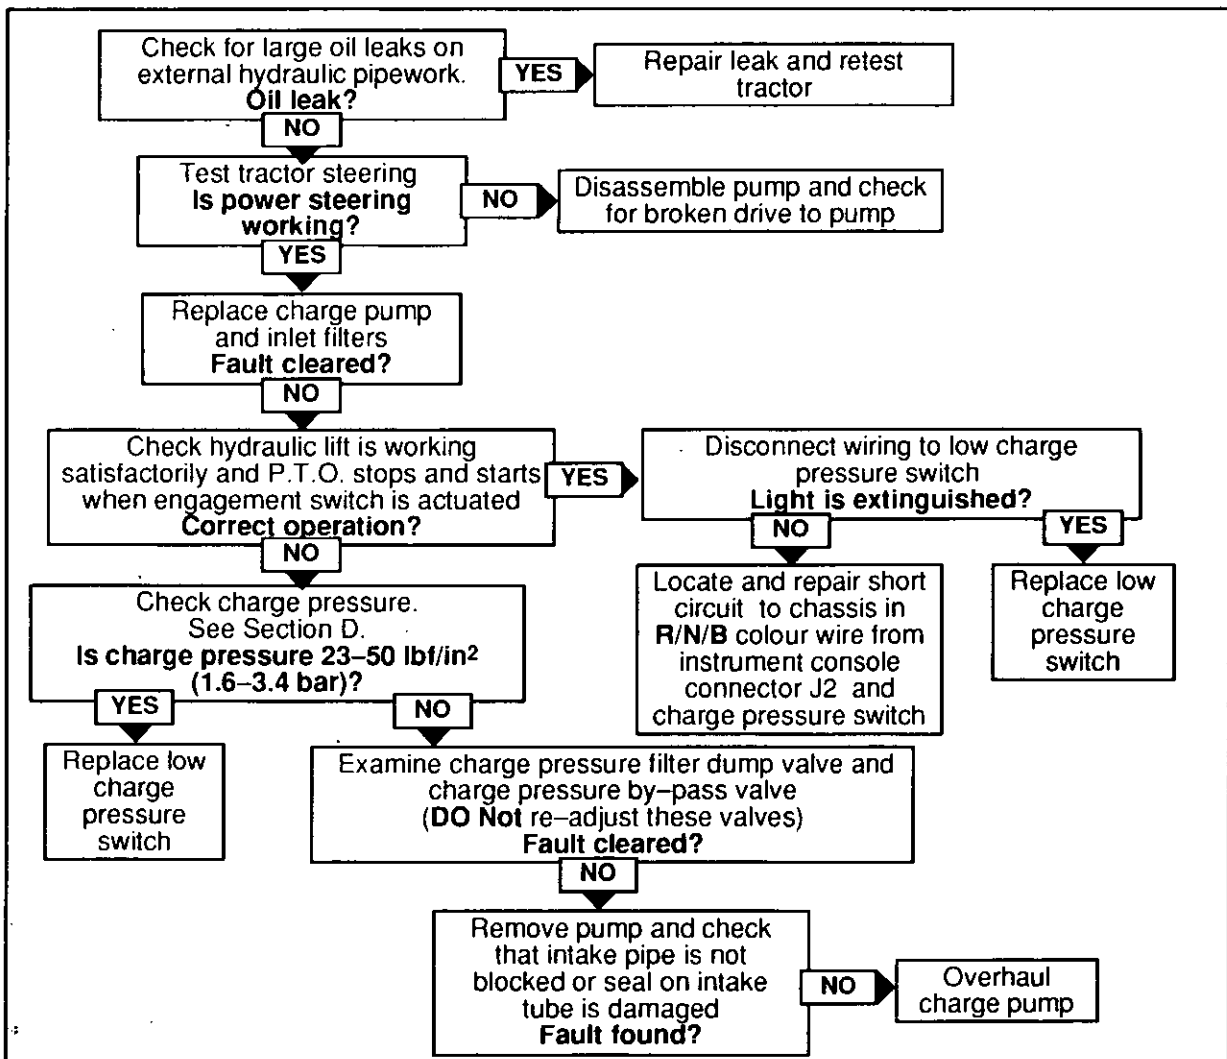 Check for large oil leaks on
external hydraulic pipework.
Oil leak?
YES
Repair leak and retest
tractor
NO
Test tractor steering
Is power steering
working?
NO
Disassemble pump and check
for broken drive to pump
YES
Replace charge pump
and inlet filters
Fault cleared?
NO
Check hydraulic lift is working
satisfactorily and P.T.O. stops and starts
when engagement switch is actuated
Correct operation?
YES
Disconnect wiring to low charge
pressure switch
Light is extinguished?
NO
NO
YES
Check charge pressure.
See Section D.
Is charge pressure 23–50 lbf/in²
(1.6–3.4 bar)?
Locate and repair short
circuit to chassis in
R/N/B colour wire from
instrument console
connector J2 and
charge pressure switch
Replace low
charge
pressure
switch
YES
NO
Replace low
charge
pressure
switch
Examine charge pressure filter dump valve and
charge pressure by–pass valve
(DO Not re–adjust these valves)
Fault cleared?
NO
Remove pump and check
that intake pipe is not
blocked or seal on intake
tube is damaged
Fault found?
NO
Overhaul
charge pump